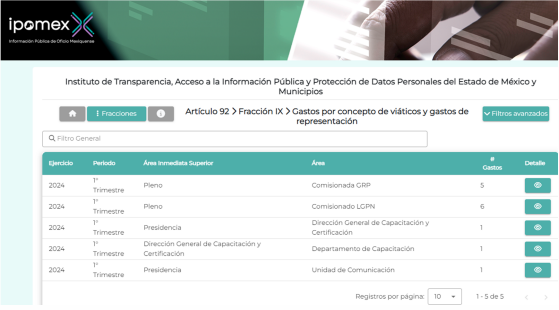 ipomex
Información Pública de Oficio Mexiquense
Instituto de Transparencia, Acceso a la Información Pública y Protección de Datos Personales del Estado de México y
Municipios
Fracciones
Artículo 92 > Fracción IX > Gastos por concepto de viáticos y gastos de
representación
Filtros avanzados
Filtro General
Ejercicio Periodo Área Inmediata Superior Área # Gastos Detalle
2024 1° Trimestre Pleno Comisionada GRP 5
2024 1° Trimestre Pleno Comisionado LGPN 6
2024 1° Trimestre Presidencia Dirección General de Capacitación y Certificación 1
2024 1° Trimestre Dirección General de Capacitación y Certificación Departamento de Capacitación 1
2024 1° Trimestre Presidencia Unidad de Comunicación 1
Registros por página: 10 1 - 5 de 5